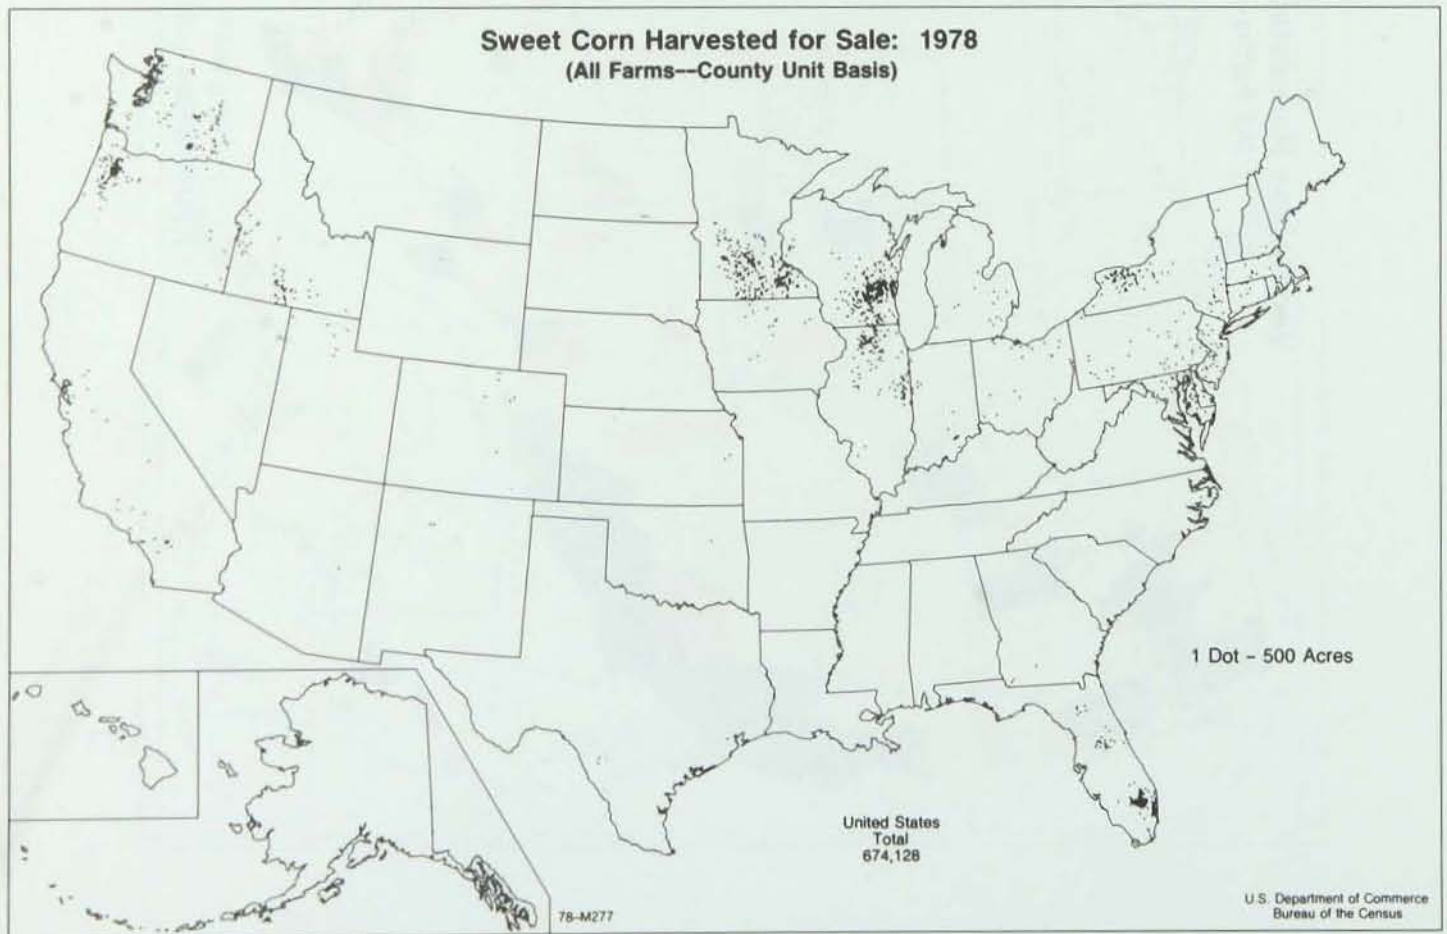 Sweet Corn Harvested for Sale: 1978
(All Farms--County Unit Basis)
1 Dot - 500 Acres
United States
Total
674,128
78-M277
U.S. Department of Commerce
Bureau of the Census